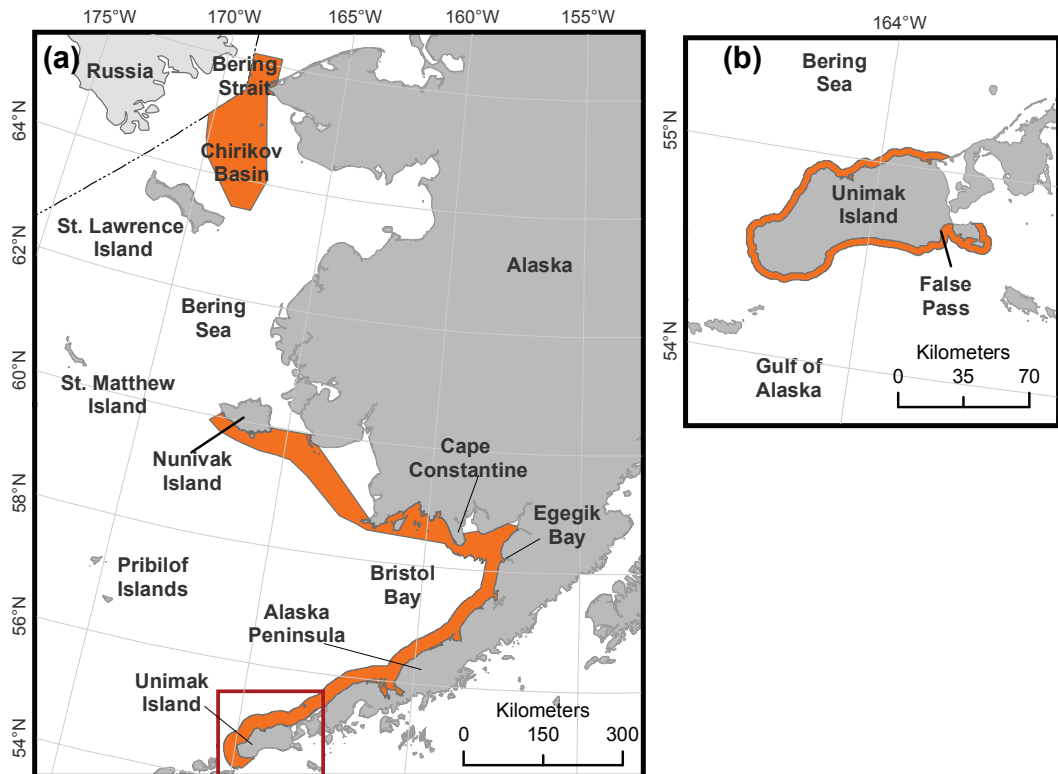 175°W
170°W
165°W
160°W
155°W
(a)
Russia
Bering
Strait
64°N
Chirikov
Basin
St. Lawrence
Island
62°N
Alaska
Bering
Sea
60°N
St. Matthew
Island
Nunivak
Island
Cape
Constantine
58°N
Egegik
Bay
Pribilof
Islands
Bristol
Bay
56°N
Alaska
Peninsula
Unimak
Island
54°N
Kilometers
0 150 300
164°W
(b)
Bering
Sea
55°N
Unimak
Island
False
Pass
54°N
Gulf of
Alaska
Kilometers
0 35 70